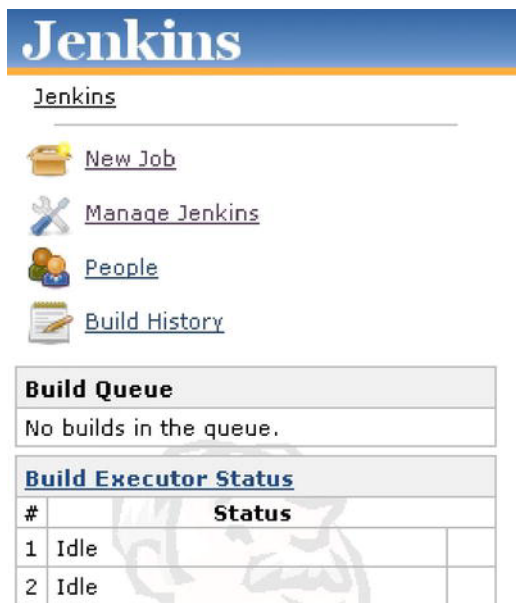 Jenkins
Jenkins
New Job
Manage Jenkins
People
Build History
Build Queue
No builds in the queue.
Build Executor Status
# Status
1 Idle
2 Idle